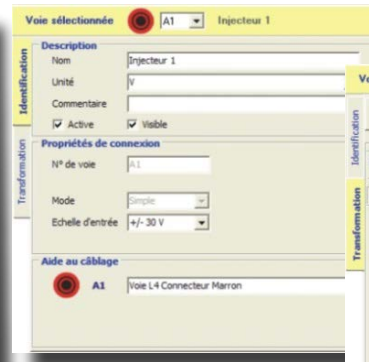 Voie sélectionnée A1 Injecteur 1
Identification
Transformation
Description
Nom Injecteur 1
Unité V
Commentaire
Active Visible
Propriétés de connexion
N° de voie A1
Mode Simple
Echelle d'entrée +/- 30 V
Aide au câblage
A1 Voie L4 Connecteur Marron
Identification
Transformation